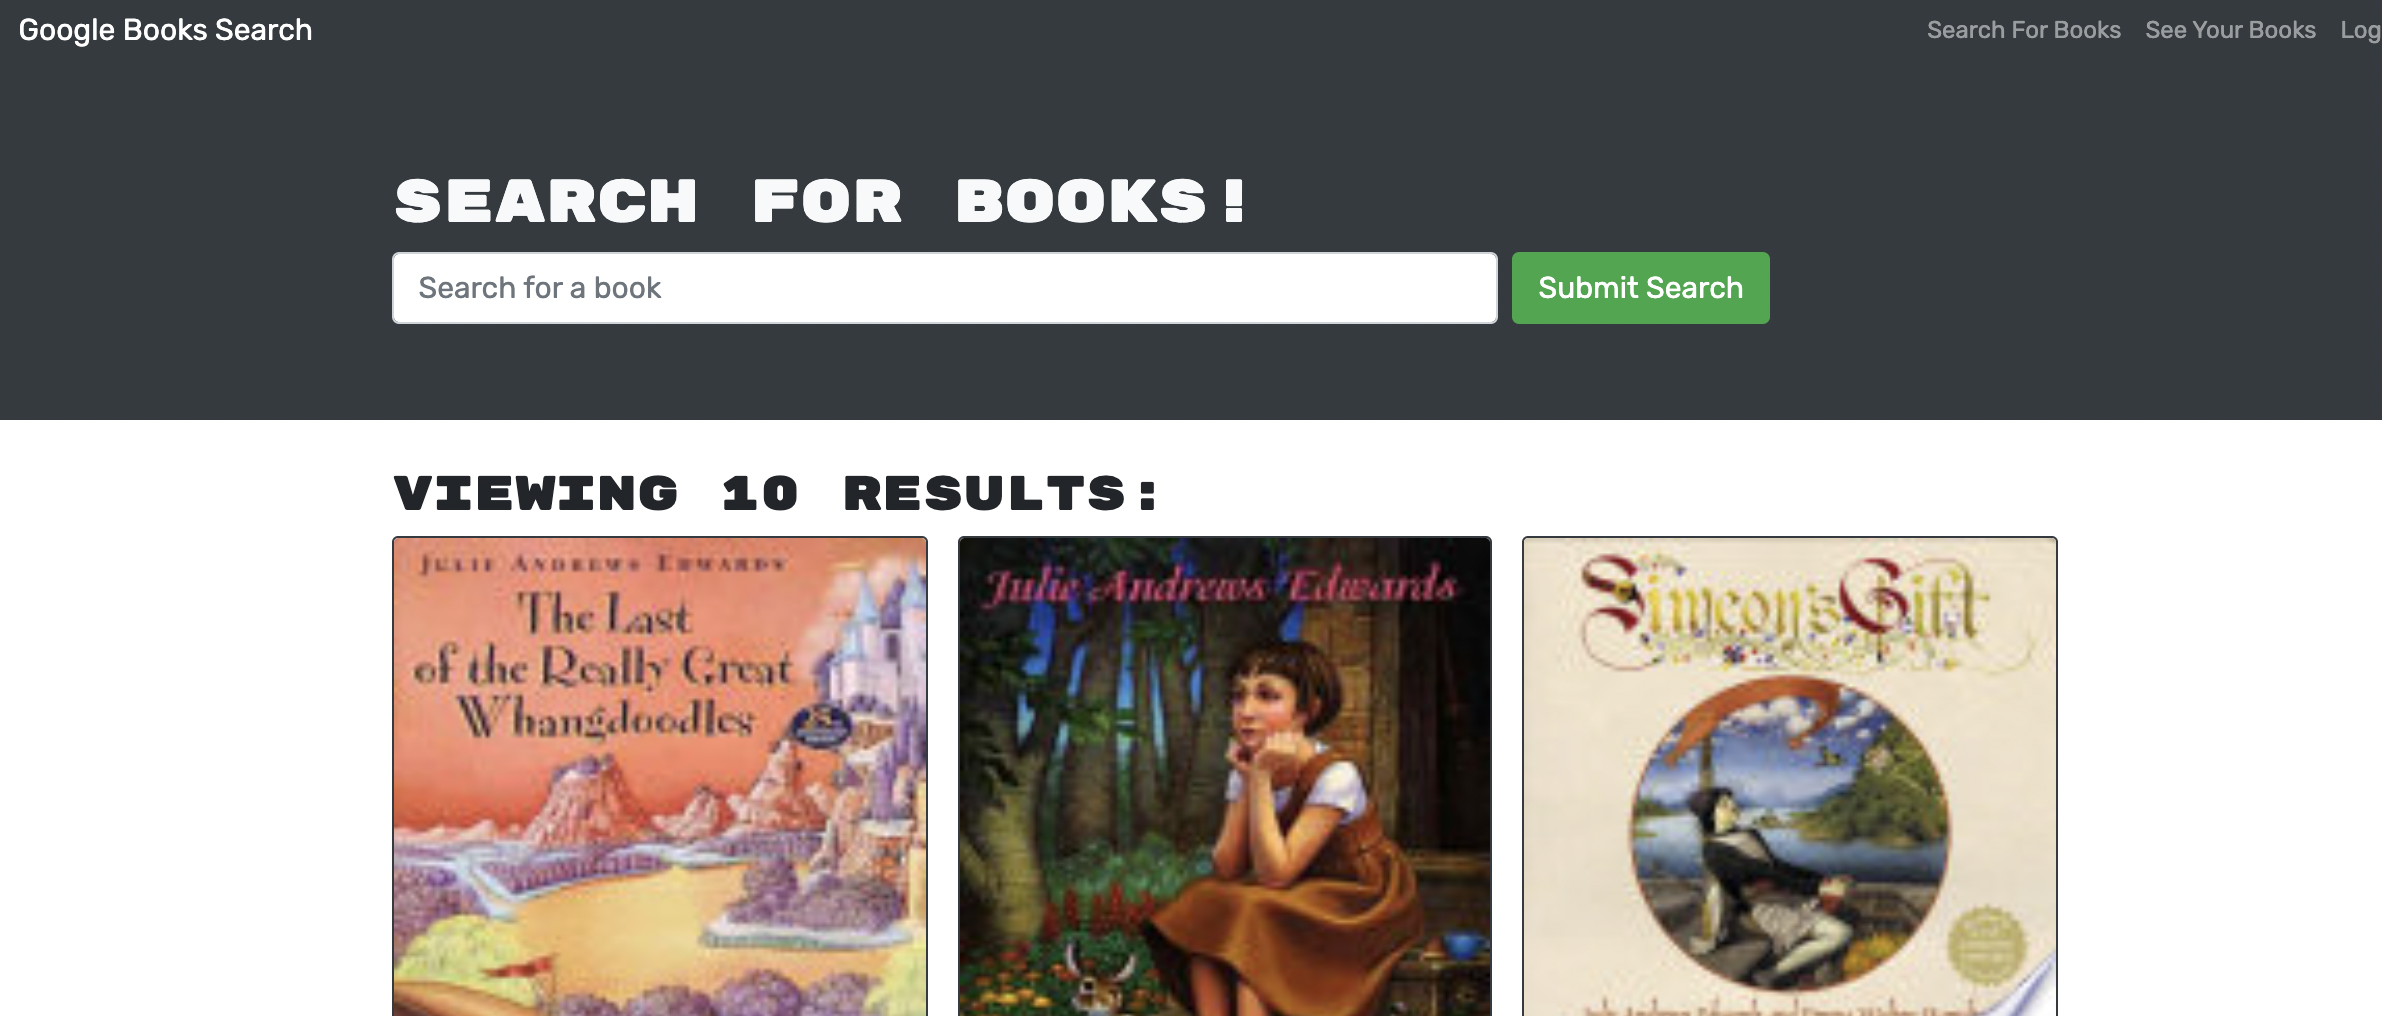 Google Books Search
Search For Books
See Your Books
Log
SEARCH FOR BOOKS!
Search for a book
Submit Search
VIEWING 10 RESULTS:
JULIE ANDREWS EDWARDS
The Last
of the Really Great
Whangdoodles
Julie Andrews Edwards
Simeon's Gift